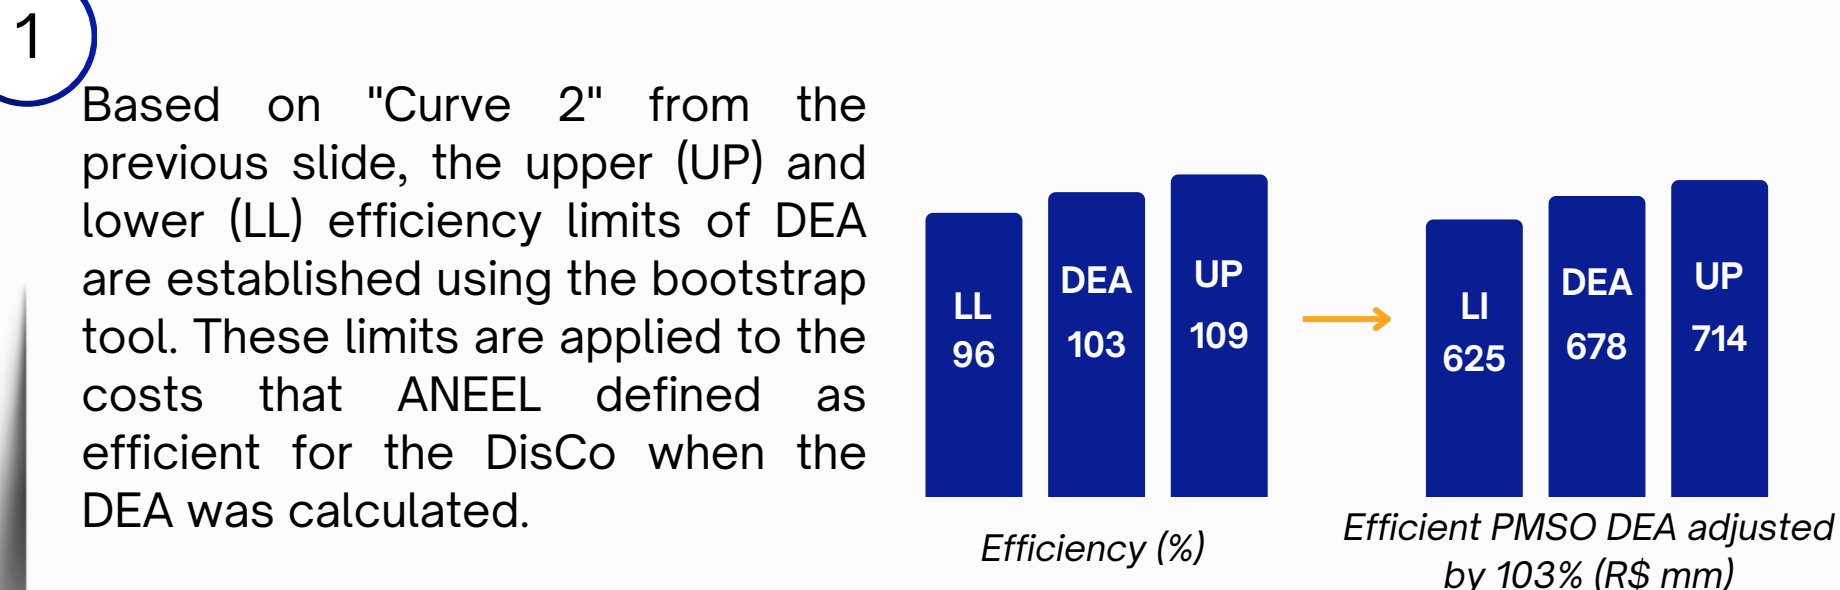 1
Based on "Curve 2" from the
previous slide, the upper (UP) and
lower (LL) efficiency limits of DEA
are established using the bootstrap
tool. These limits are applied to the
costs that ANEEL defined as
efficient for the DisCo when the
DEA was calculated.
LL
96
DEA
103
UP
109
Efficiency (%)
LI
625
DEA
678
UP
714
Efficient PMSO DEA adjusted
by 103% (R$ mm)